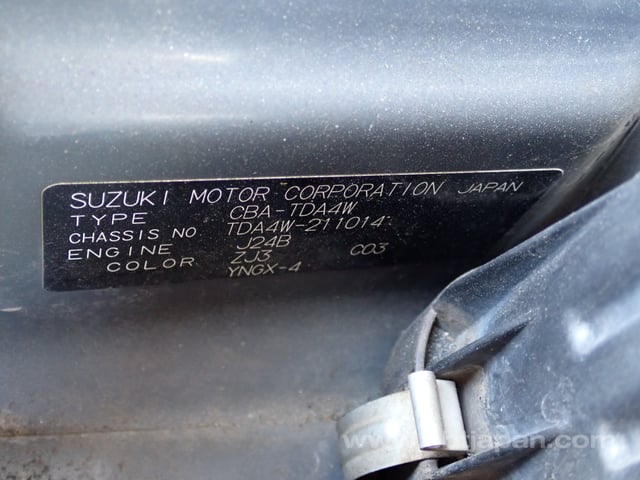 SUZUKI MOTOR CORPORATION JAPAN
TYPE CBA-TDA4W
CHASSIS NO. TDA4W-211014
ENGINE J24B
COLOR ZJ3 C03
YNGX-4